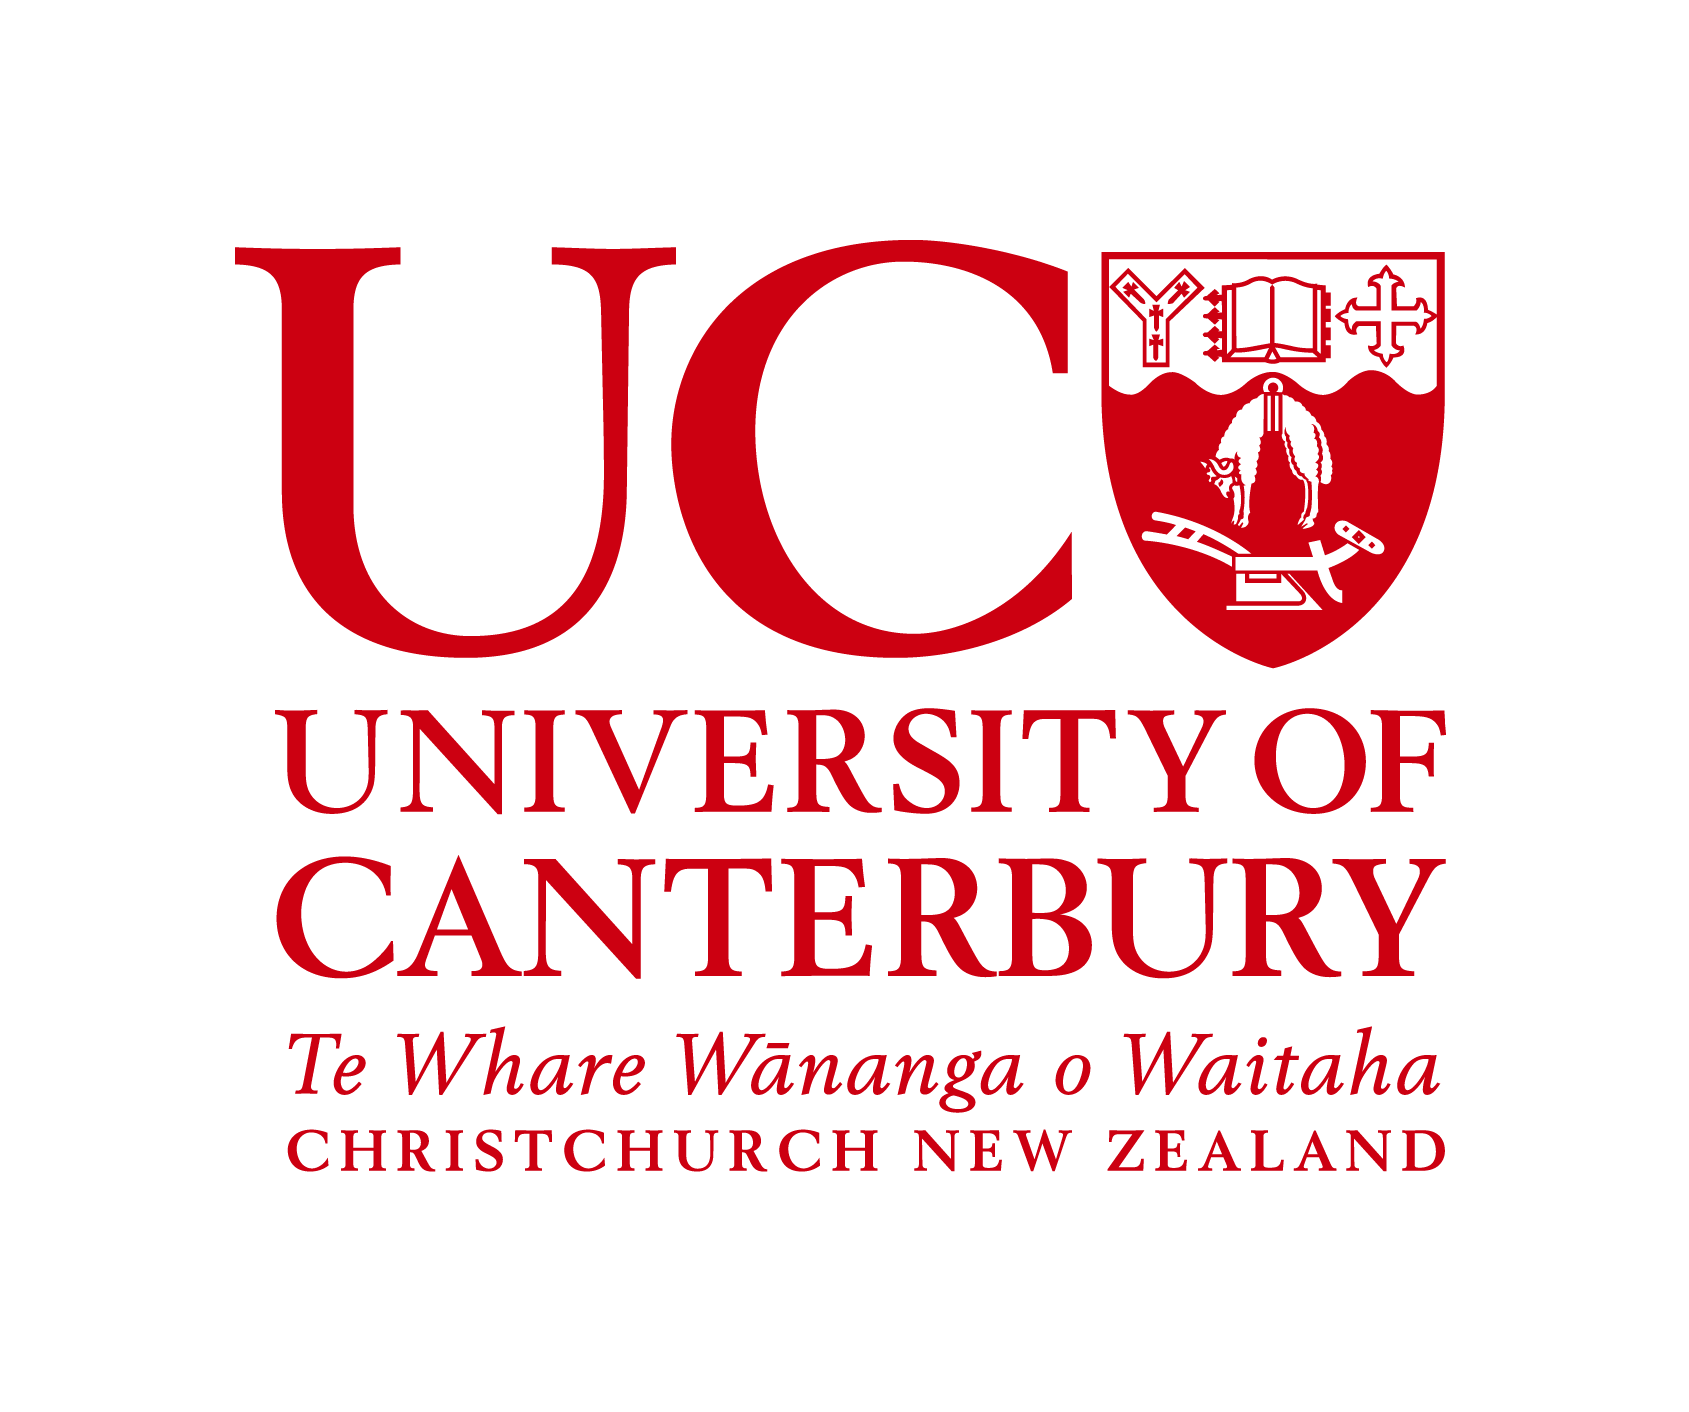 UC
UNIVERSITY OF
CANTERBURY
Te Whare Wānanga o Waitaha
CHRISTCHURCH NEW ZEALAND